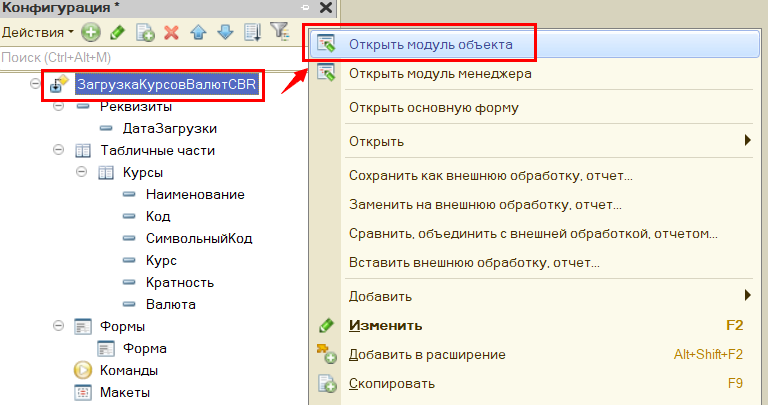 Конфигурация *
Действия
Поиск (Ctrl+Alt+M)
ЗагрузкаКурсовВалютCBR
Реквизиты
ДатаЗагрузки
Табличные части
Курсы
Наименование
Код
СимвольныйКод
Курс
Кратность
Валюта
Формы
Форма
Команды
Макеты
Открыть модуль объекта
Открыть модуль менеджера
Открыть основную форму
Открыть
Сохранить как внешнюю обработку, отчет...
Заменить на внешнюю обработку, отчет...
Сравнить, объединить с внешней обработкой, отчетом...
Вставить внешнюю обработку, отчет...
Добавить
Изменить F2
Добавить в расширение Alt+Shift+F2
Скопировать F9